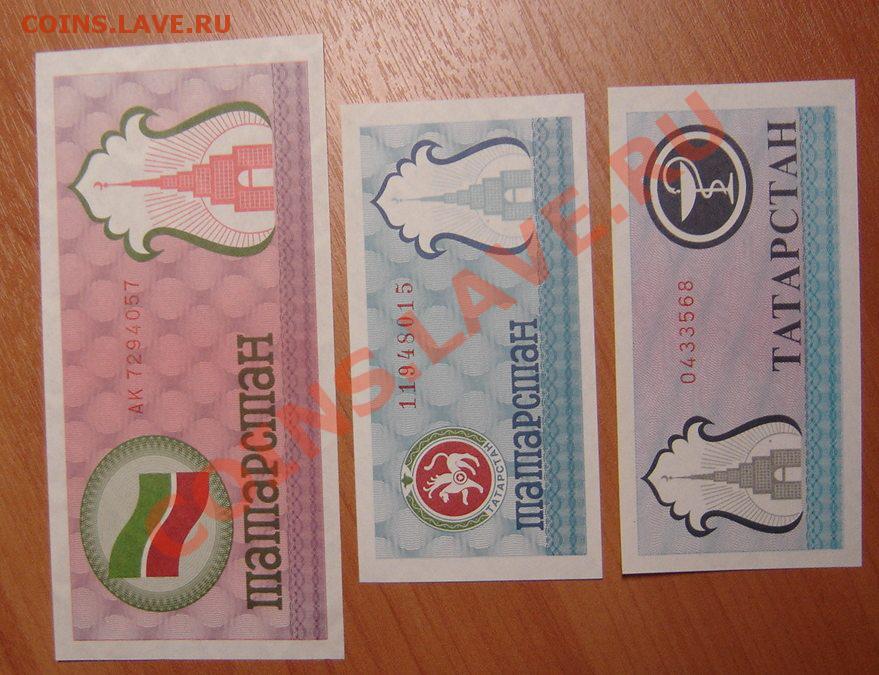 COINS.LAVE.RU
COINS.LAVE.RU
АК 7294057
Татарстан
11948015
ТАТАРСТАН
Татарстан
0433568
ТАТАРСТАН